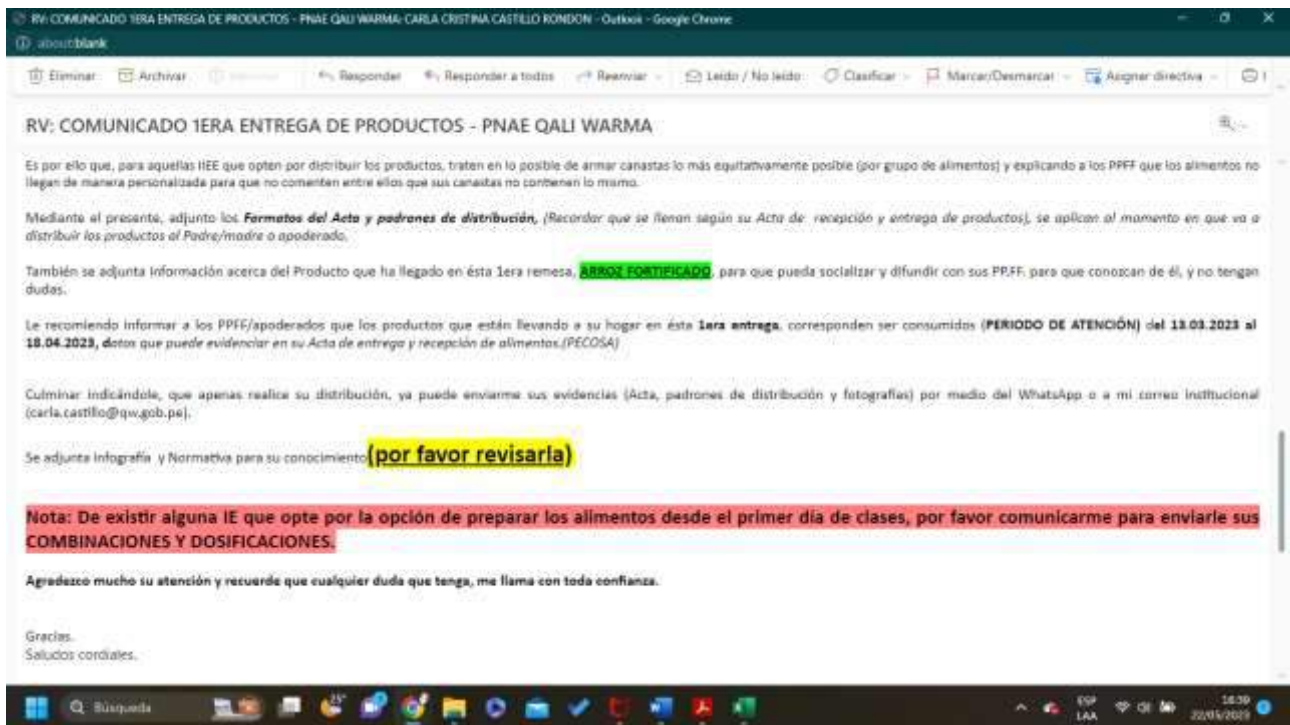 RV: COMUNICADO 1ERA ENTREGA DE PRODUCTOS - PNAE QALI WARMA: CARLA CRISTINA CASTILLO RONDON - Outlook - Google Chrome
about:blank
Eliminar Archivar Responder Responder a todos Reenviar Leído / No leído Clasificar Marcar/Desmarcar Asignar directiva
RV: COMUNICADO 1ERA ENTREGA DE PRODUCTOS - PNAE QALI WARMA
Es por ello que, para aquellas IIEE que opten por distribuir los productos, traten en lo posible de armar canastas lo más equitativamente posible (por grupo de alimentos) y explicando a los PPFF que los alimentos no
llegan de manera personalizada para que no comenten entre ellos que sus canastas no contienen lo mismo.
Mediante el presente, adjunto los Formatos del Acta y padrones de distribución, (Recordar que se llenan según su Acta de recepción y entrega de productos), se aplican al momento en que va a
distribuir los productos al Padre/madre o apoderado.
También se adjunta información acerca del Producto que ha llegado en ésta 1era remesa, ARROZ FORTIFICADO, para que pueda socializar y difundir con sus PP.FF. para que conozcan de él, y no tengan
dudas.
Le recomiendo informar a los PPFF/apoderados que los productos que están llevando a su hogar en ésta 1era entrega, corresponden ser consumidos (PERIODO DE ATENCIÓN) del 13.03.2023 al
18.04.2023, datos que puede evidenciar en su Acta de entrega y recepción de alimentos.(PECOSA)
Culminar indicándole, que apenas realice su distribución, ya puede enviarme sus evidencias (Acta, padrones de distribución y fotografías) por medio del WhatsApp o a mi correo institucional
(carla.castillo@qw.gob.pe).
Se adjunta infografía y Normativa para su conocimiento(por favor revisarla)
Nota: De existir alguna IE que opte por la opción de preparar los alimentos desde el primer día de clases, por favor comunicarme para enviarle sus
COMBINACIONES Y DOSIFICACIONES.
Agradezco mucho su atención y recuerde que cualquier duda que tenga, me llama con toda confianza.
Gracias.
Saludos cordiales.
Búsqueda 25° ESP 16:39
LAA 22/05/2023